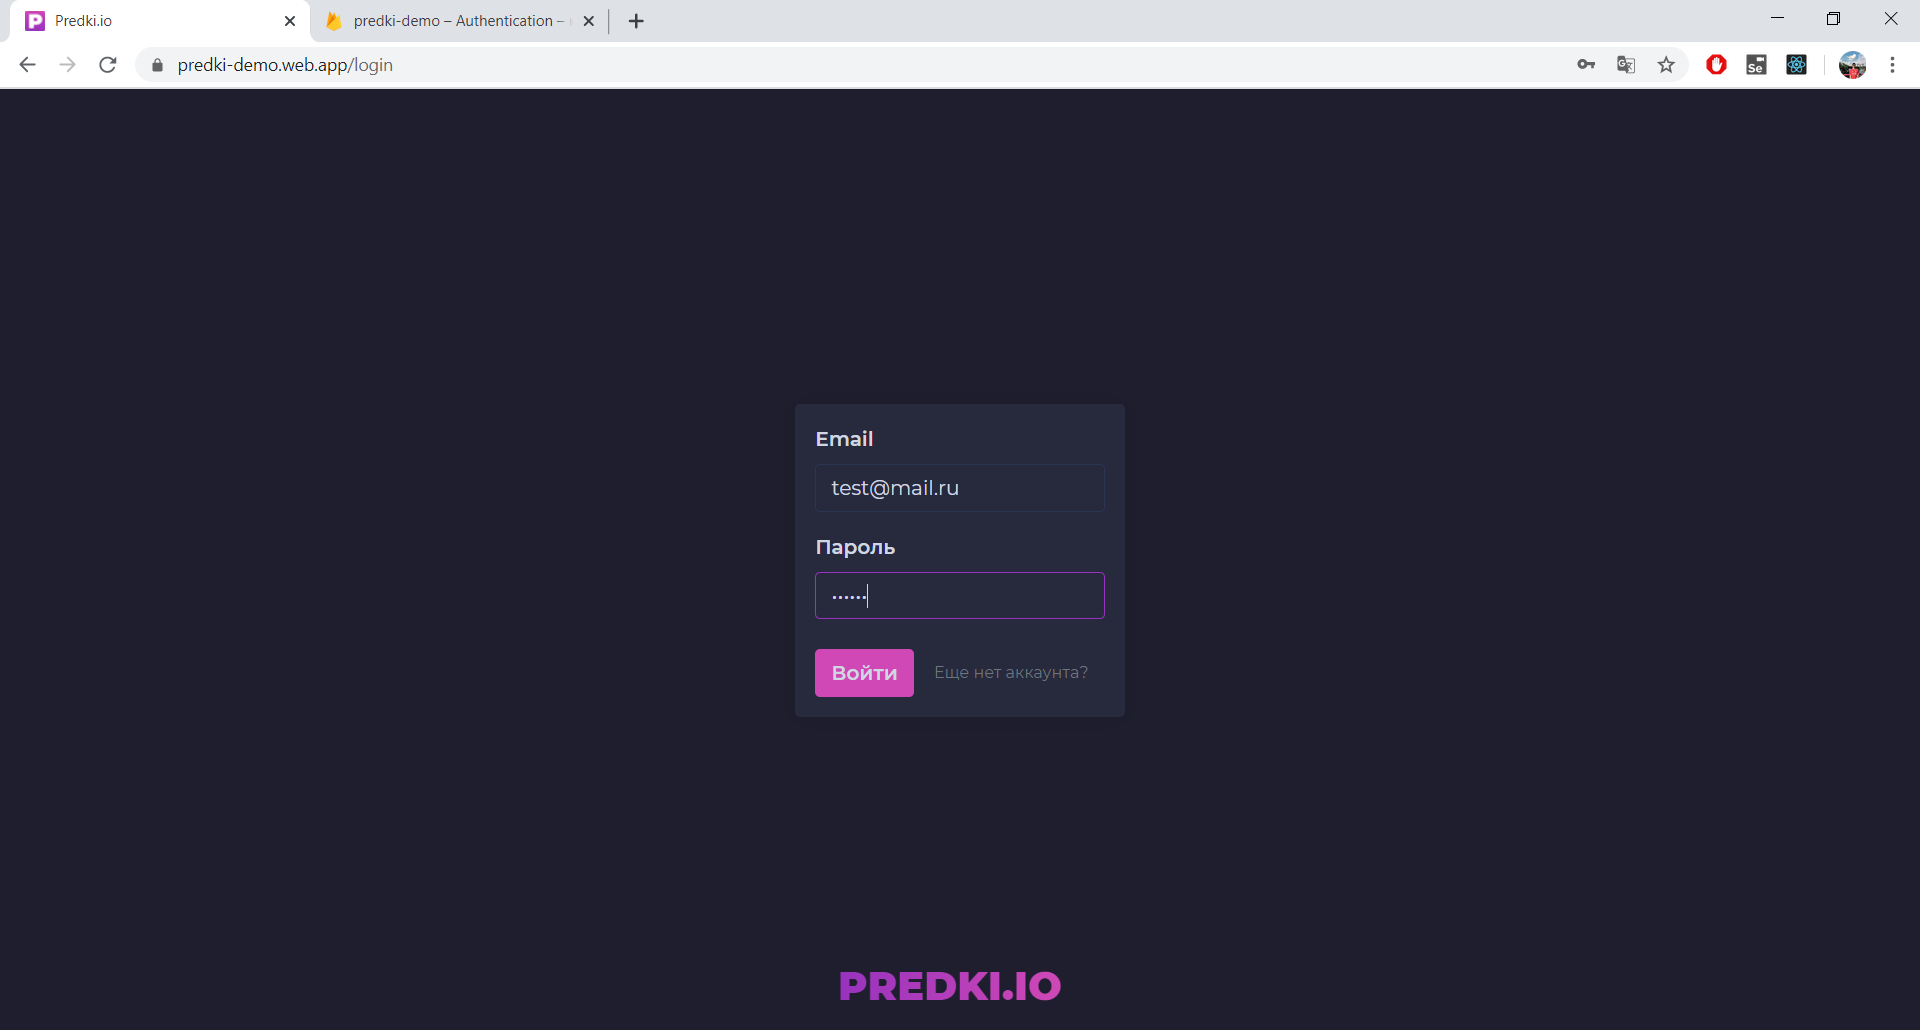 Predki.io
predki-demo – Authentication –
predki-demo.web.app/login
Se
Email
test@mail.ru
Пароль
••••••
Войти
Еще нет аккаунта?
PREDKI.IO